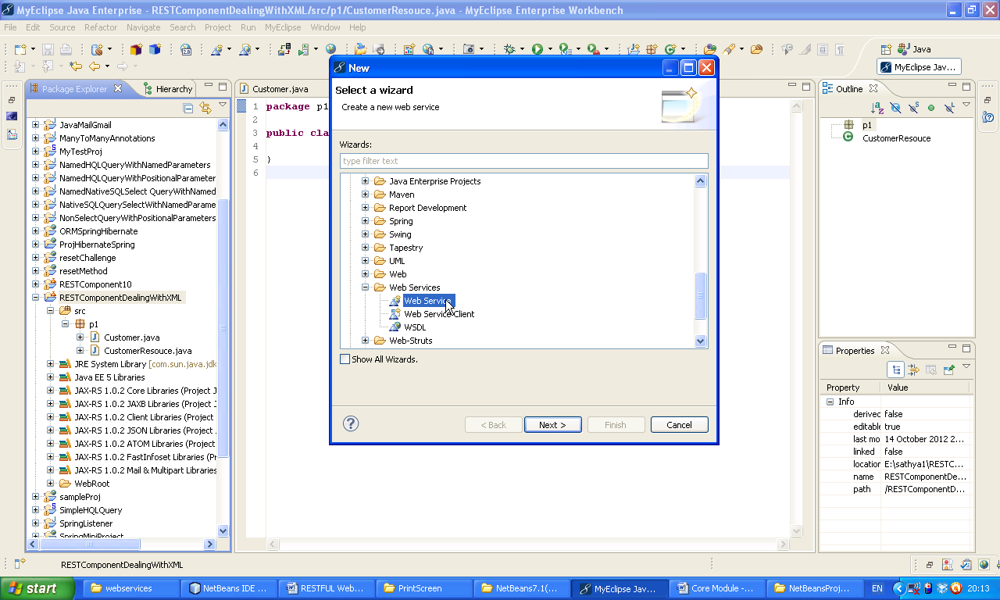 MyEclipse Java Enterprise - RESTComponentDealingWithXML/src/p1/CustomerResouce.java - MyEclipse Enterprise Workbench
File Edit Source Refactor Navigate Search Project Run MyEclipse Window Help
Java
MyEclipse Jav...
Package Explorer
Hierarchy
JavaMailGmail
ManyToManyAnnotations
MyTestProj
NamedHQLQueryWithNamedParameters
NamedHQLQueryWithPositionalParameter
NamedNativeSQLSelect QueryWithNamed
NativeSQLQuerySelectWithNamedParame
NonSelectQueryWithPositionalParameters
ORMSpringHibernate
ProjHibernateSpring
resetChallenge
resetMethod
RESTComponent10
RESTComponentDealingWithXML
src
p1
Customer.java
CustomerResouce.java
JRE System Library [com.sun.java.jdk
Java EE 5 Libraries
JAX-RS 1.0.2 Core Libraries (Project J
JAX-RS 1.0.2 JAXB Libraries (Project J
JAX-RS 1.0.2 Client Libraries (Project
JAX-RS 1.0.2 JSON Libraries (Project
JAX-RS 1.0.2 ATOM Libraries (Project
JAX-RS 1.0.2 FastInfoset Libraries (Pr
JAX-RS 1.0.2 Mail & Multipart Libraries
WebRoot
sampleProj
SimpleHQLQuery
SpringListener
SpringMiniProject
Customer.java
1 package p1
2
3 public cla
4
5 }
6
New
Select a wizard
Create a new web service
Wizards:
type filter text
Java Enterprise Projects
Maven
Report Development
Spring
Swing
Tapestry
UML
Web
Web Services
Web Service
Web Service Client
WSDL
Web-Struts
Show All Wizards.
?
< Back
Next >
Finish
Cancel
Outline
p1
CustomerResouce
Properties
Property Value
Info
derived false
editable true
last mo 14 October 2012 2...
linked false
location E:\sathya1\RESTC...
name RESTComponentDe...
path /RESTComponentD...
RESTComponentDealingWithXML
start
webservices
NetBeans IDE ...
RESTFUL Web...
PrintScreen
NetBeans7.1(...
MyEclipse Jav...
Core Module -...
NetBeansProj...
EN
20:13